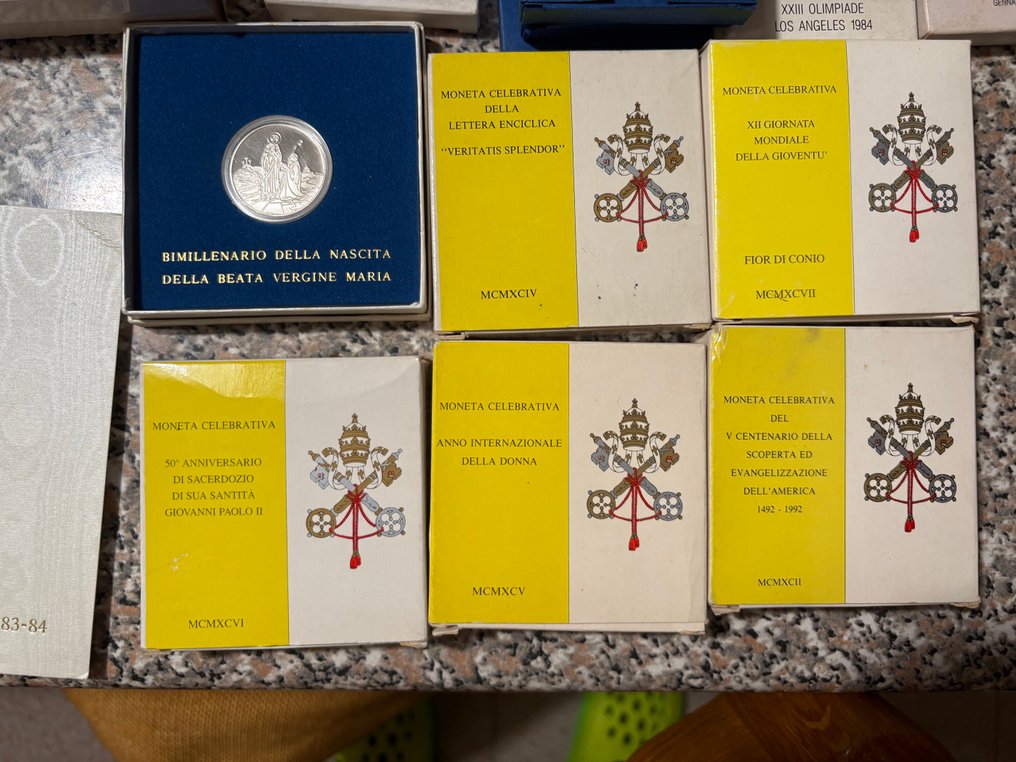 XXIII OLIMPIADE
LOS ANGELES 1984
GENNA
BIMILLENARIO DELLA NASCITA
DELLA BEATA VERGINE MARIA
MONETA CELEBRATIVA
DELLA
LETTERA ENCICLICA
“VERITATIS SPLENDOR”
MCMXCIV
MONETA CELEBRATIVA
XII GIORNATA
MONDIALE
DELLA GIOVENTU'
FIOR DI CONIO
MCMXCVII
83-84
MONETA CELEBRATIVA
50° ANNIVERSARIO
DI SACERDOZIO
DI SUA SANTITÀ
GIOVANNI PAOLO II
MCMXCVI
MONETA CELEBRATIVA
ANNO INTERNAZIONALE
DELLA DONNA
MCMXCV
MONETA CELEBRATIVA
DEL
V CENTENARIO DELLA
SCOPERTA ED
EVANGELIZZAZIONE
DELL'AMERICA
1492 - 1992
MCMXCII